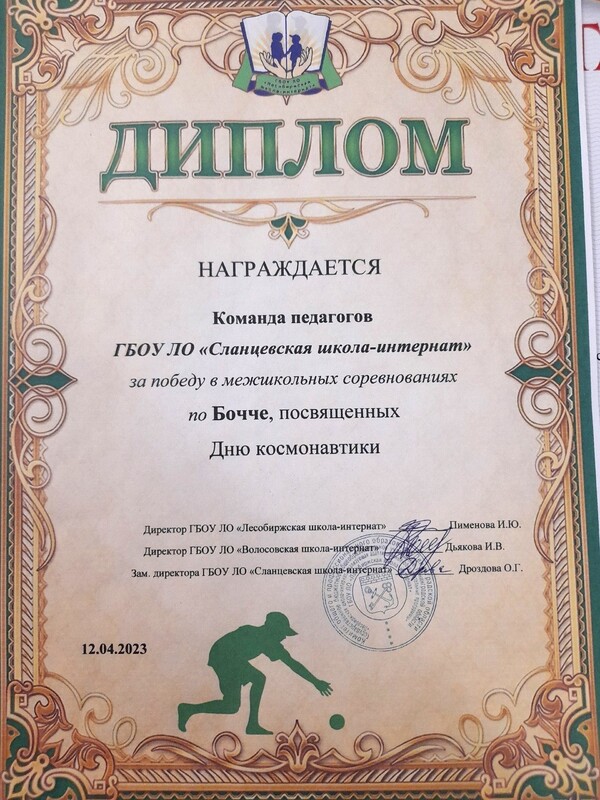 ГБОУ ЛО
ДИПЛОМ
НАГРАЖДАЕТСЯ
Команда педагогов
ГБОУ ЛО «Сланцевская школа-интернат»
за победу в межшкольных соревнованиях
по Бочче, посвященных
Дню космонавтики
Директор ГБОУ ЛО «Лесобиржская школа-интернат» Пименова И.Ю.
Директор ГБОУ ЛО «Волосовская школа-интернат» Дьякова И.В.
Зам. директора ГБОУ ЛО «Сланцевская школа-интернат» Дроздова О.Г.
12.04.2023